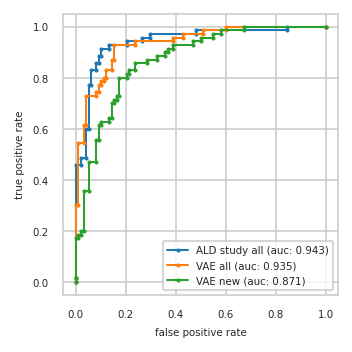 1.0
0.8
0.6
0.4
0.2
0.0
true positive rate
ALD study all (auc: 0.943)
VAE all (auc: 0.935)
VAE new (auc: 0.871)
0.0 0.2 0.4 0.6 0.8 1.0
false positive rate